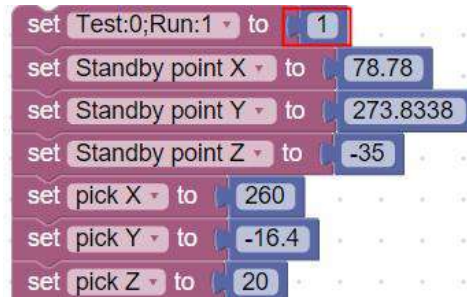 set Test:0;Run:1 to 1
set Standby point X to 78.78
set Standby point Y to 273.8338
set Standby point Z to -35
set pick X to 260
set pick Y to -16.4
set pick Z to 20